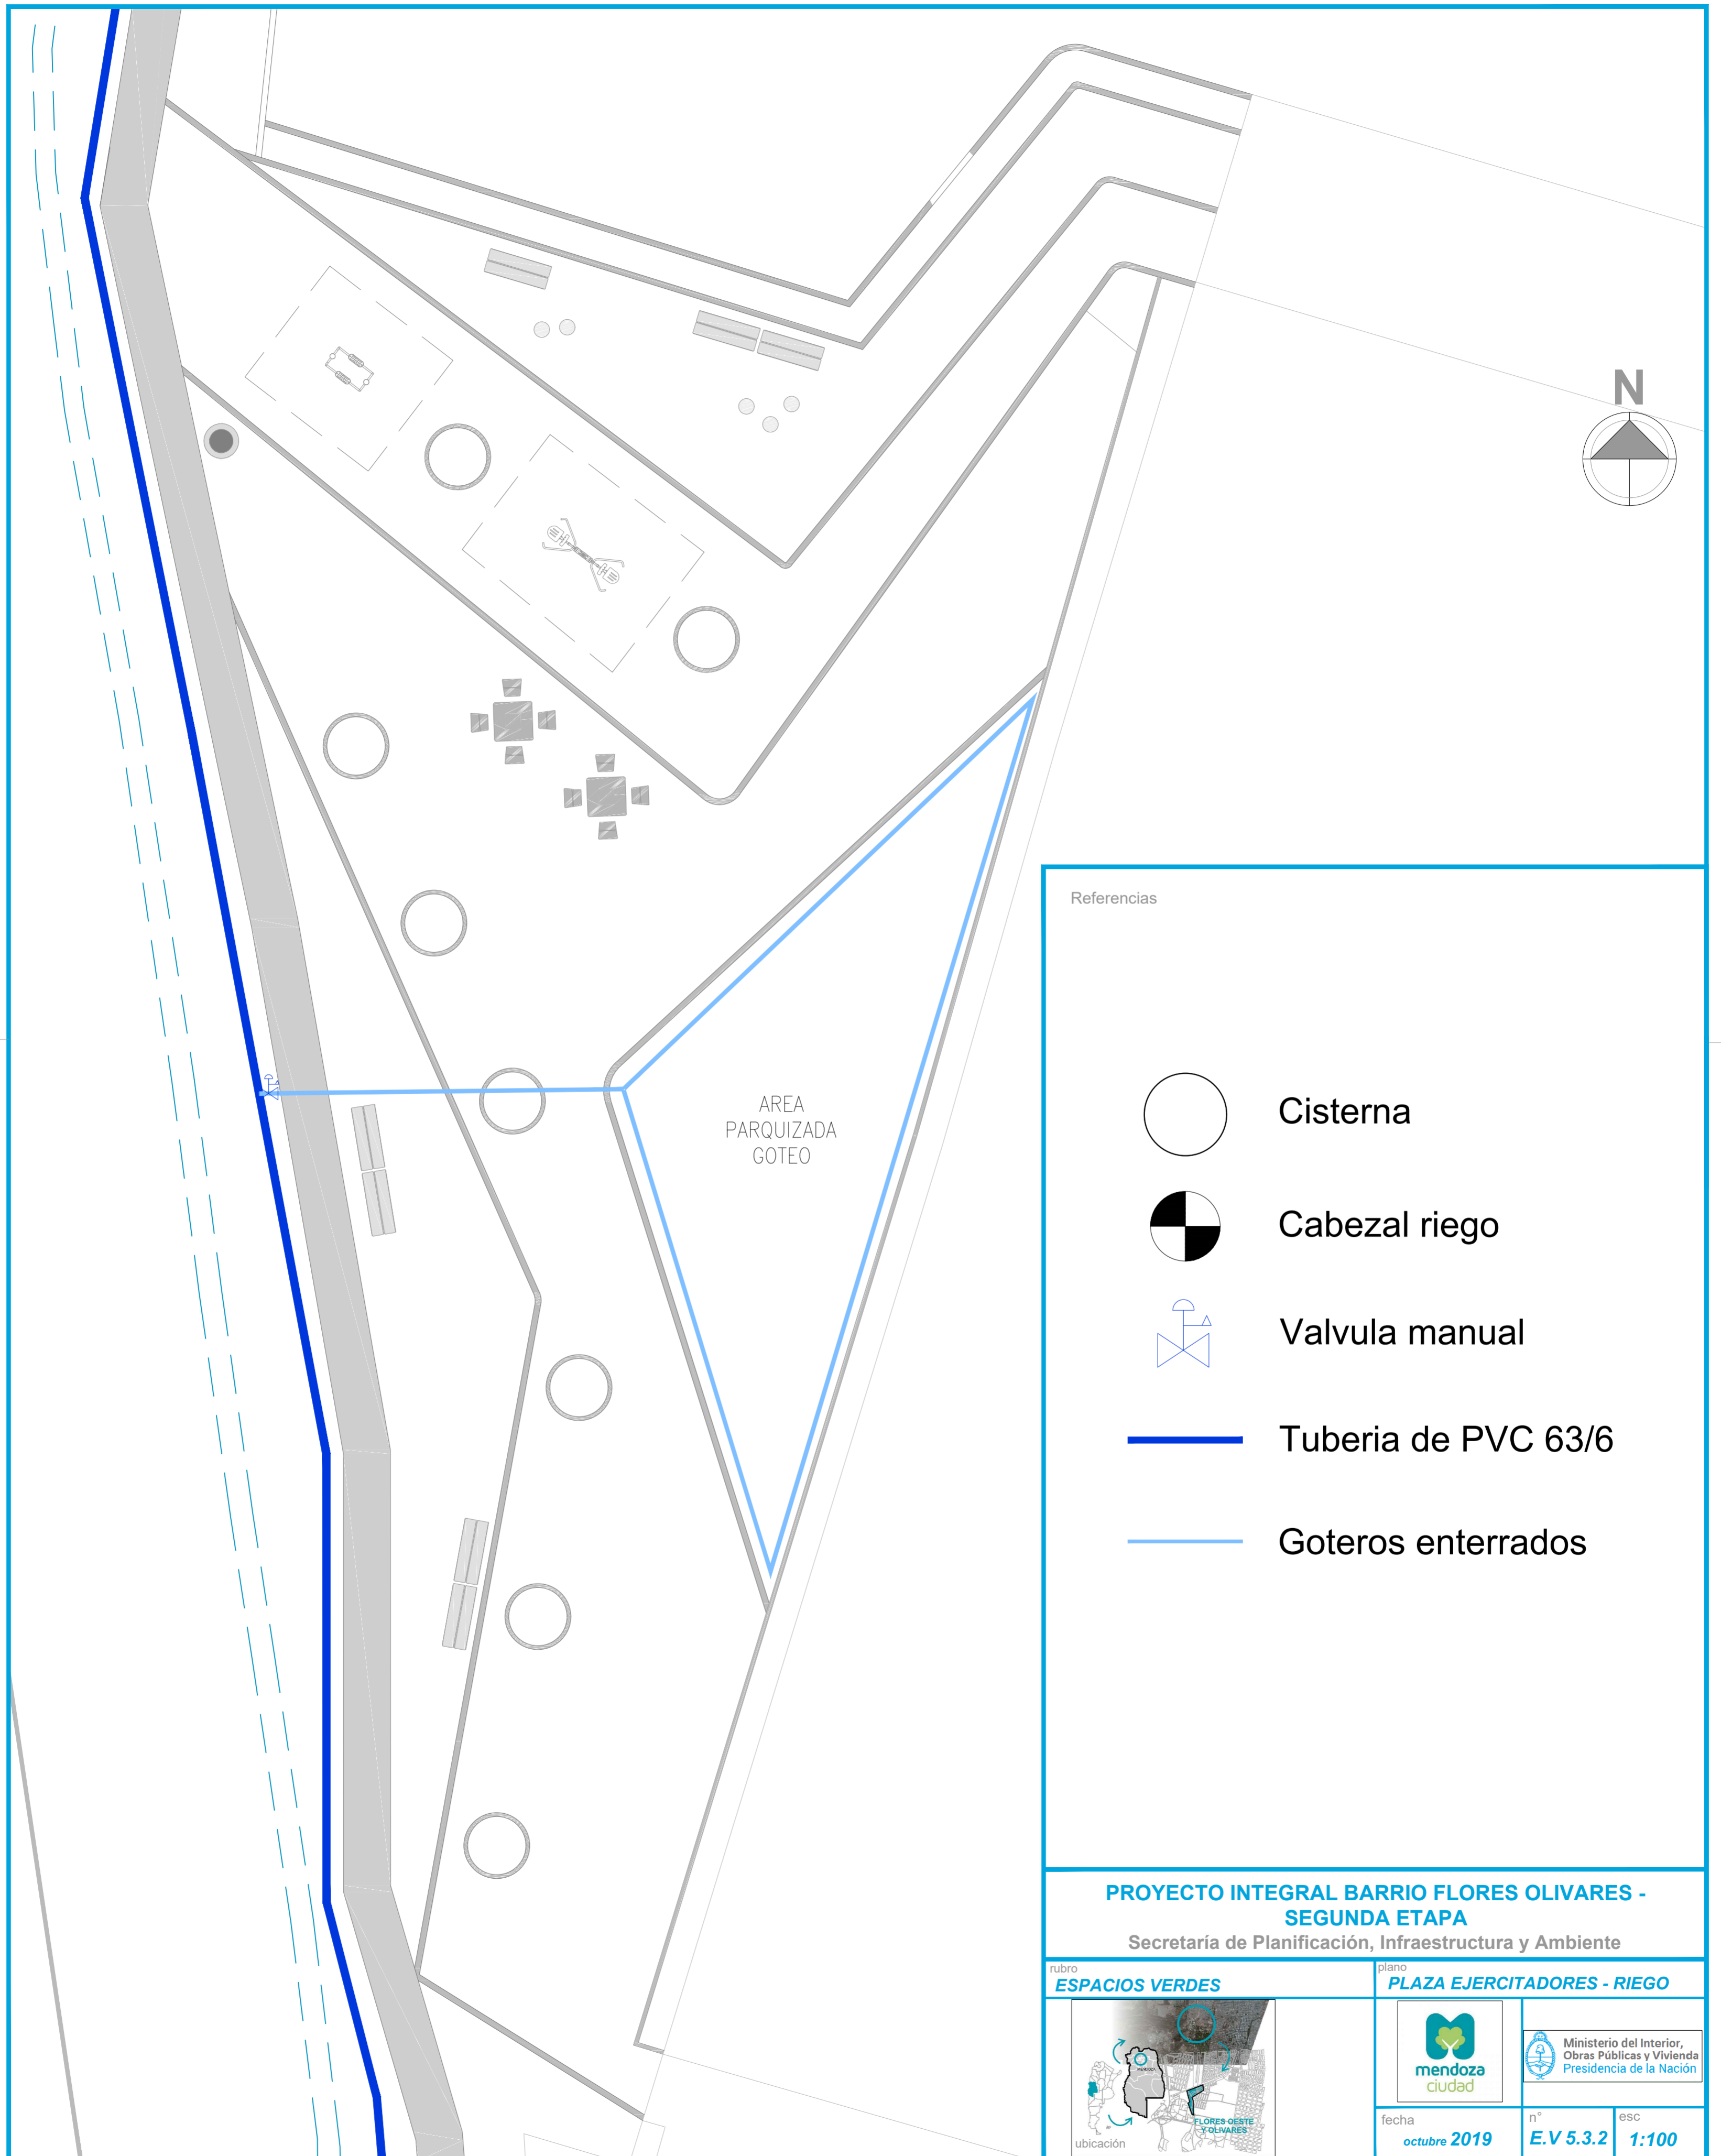 N
AREA
PARQUIZADA
GOTEO
Referencias
Cisterna
Cabezal riego
Valvula manual
Tuberia de PVC 63/6
Goteros enterrados
PROYECTO INTEGRAL BARRIO FLORES OLIVARES -
SEGUNDA ETAPA
Secretaría de Planificación, Infraestructura y Ambiente
rubro
ESPACIOS VERDES
plano
PLAZA EJERCITADORES - RIEGO
FLORES OESTE
Y OLIVARES
ubicación
mendoza
ciudad
Ministerio del Interior,
Obras Públicas y Vivienda
Presidencia de la Nación
fecha
octubre 2019
n°
E.V 5.3.2
esc
1:100